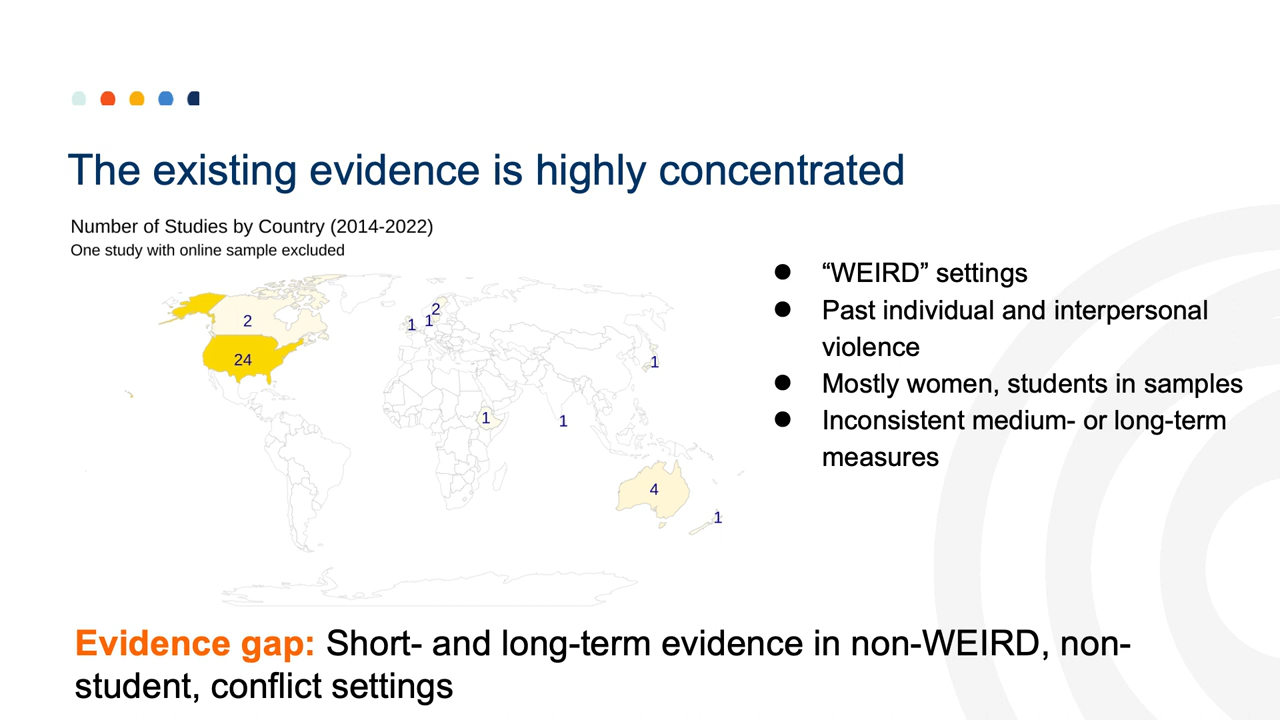 The existing evidence is highly concentrated
Number of Studies by Country (2014-2022)
One study with online sample excluded
2
24
1
1
2
1
1
1
4
1
● “WEIRD” settings
● Past individual and interpersonal
violence
● Mostly women, students in samples
● Inconsistent medium- or long-term
measures
Evidence gap: Short- and long-term evidence in non-WEIRD, non-
student, conflict settings